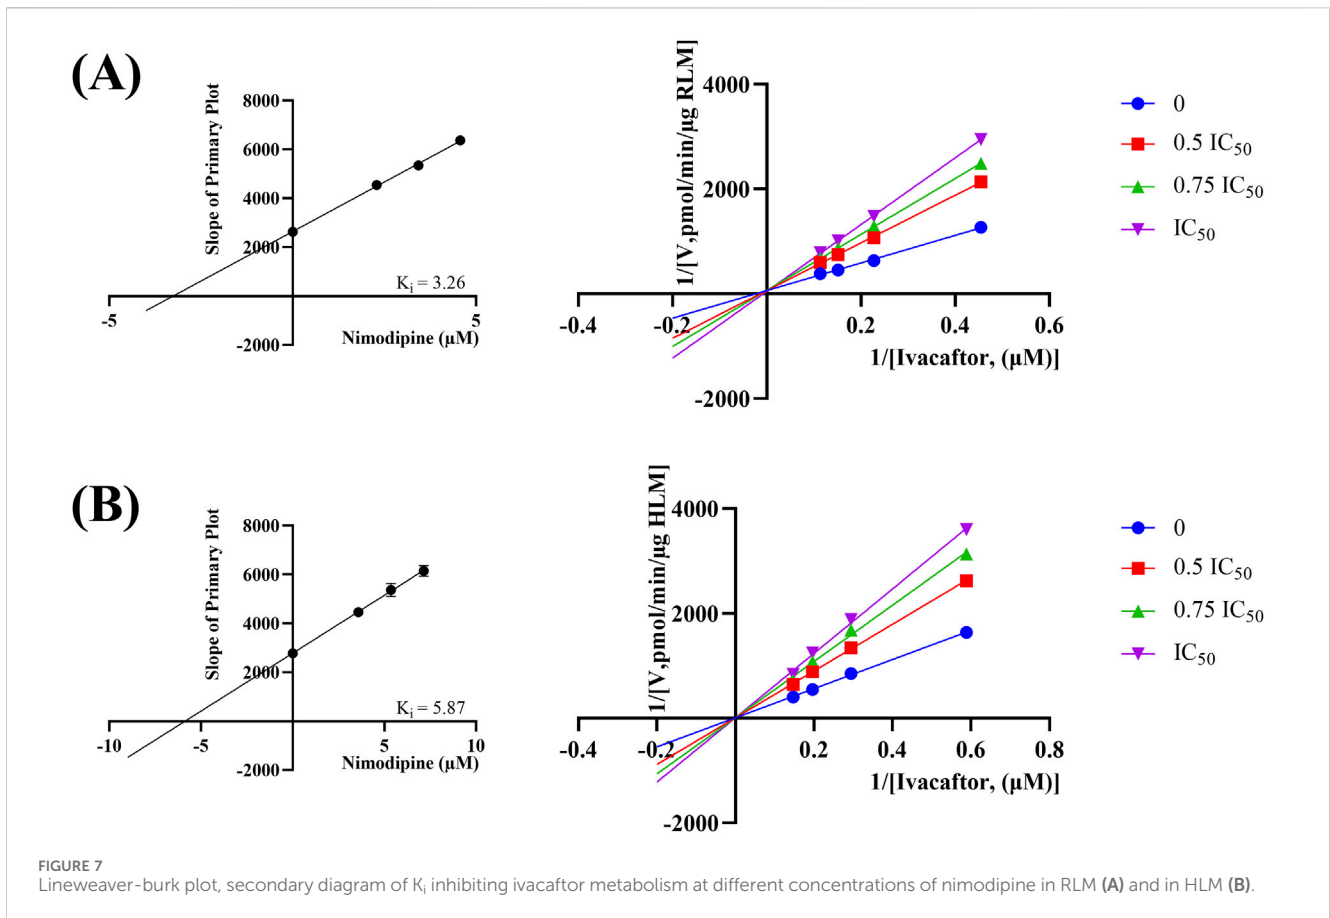 (A)
Slope of Primary Plot
8000
6000
4000
2000
-2000
-5
5
Kᵢ = 3.26
Nimodipine (µM)
1/[V,pmol/min/µg RLM]
4000
2000
-2000
-0.4
-0.2
0.2
0.4
0.6
1/[Ivacaftor, (µM)]
0
0.5 IC₅₀
0.75 IC₅₀
IC₅₀
(B)
Slope of Primary Plot
8000
6000
4000
2000
-2000
-10
-5
5
10
Kᵢ = 5.87
Nimodipine (µM)
1/[V,pmol/min/µg HLM]
4000
2000
-2000
-0.4
-0.2
0.2
0.4
0.6
0.8
1/[Ivacaftor, (µM)]
0
0.5 IC₅₀
0.75 IC₅₀
IC₅₀
FIGURE 7
Lineweaver-burk plot, secondary diagram of Kᵢ inhibiting ivacaftor metabolism at different concentrations of nimodipine in RLM (A) and in HLM (B).